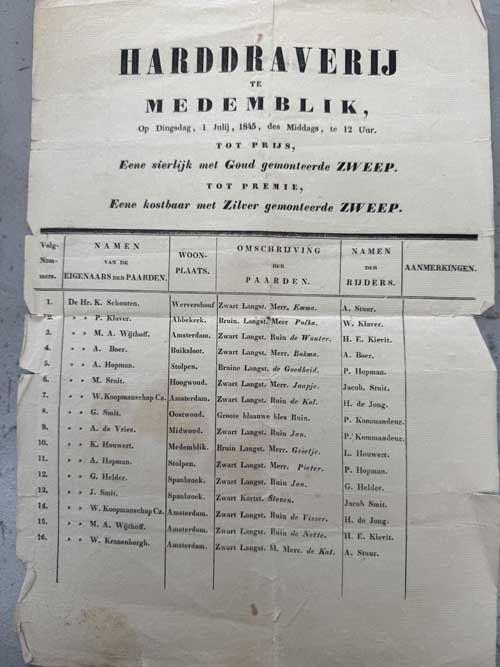 HARDDRAVERIJ
TE
MEDEMBLIK,
Op Dingsdag, 1 Julij, 1845, des Middags, te 12 Uur.
TOT PRIJS,
Eene sierlijk met Goud gemonteerde ZWEEP.
TOT PREMIE,
Eene kostbaar met Zilver gemonteerde ZWEEP.
Volg-Nommers. NAMEN VAN DE EIGENAARS DER PAARDEN. WOONPLAATS. OMSCHRIJVING DER PAARDEN. NAMEN DER RIJDERS. AANMERKINGEN.
1. De Hr. K. Schouten. Wervershoof Zwart Langst. Merr. Emma. A. Stuur.
2. » » P. Klaver. Abbekerk. Bruin. Langst. Merr Polka. W. Klaver.
3. » » M. A. Wijthoff. Amsterdam. Zwart Langst. Ruin de Wouter. H. E. Kievit.
4. » » A. Boer. Buiksloot. Zwart Langst. Merr. Bokma. A. Boer.
5. » » A. Hopman. Stolpen. Bruine Langst. de Goedheid. P. Hopman.
6. » » M. Stuit. Hoogwoud. Zwart Langst. Merr. Jaapje. Jacob. Stuit.
7. » » W. Koopmanschap Cz. Amsterdam. Zwart Langst. Ruin de Kol. H. de Jong.
8. » » G. Smit. Oostwoud. Groote blaauwe bles Ruin. P. Kommandeur.
9. » » A. de Vries. Midwoud. Zwart Langst. Ruin Jan. P. Kommandeur.
10. » » K. Houwert. Medemblik. Bruin Langst. Merr. Grietje. L. Houwert.
11. » » A. Hopman. Stolpen. Zwart Langst. Merr. Pieter. P. Hopman.
12. » » G. Helder. Spanbroek. Zwart Langst. Ruin Jan. G. Helder.
13. » » J. Smit. Spanbroek. Zwart Kortst. Steven. Jacob Smit.
14. » » W. Koopmanschap Cz. Amsterdam. Zwart Langst. Ruin de Visser. H. de Jong.
15. » » M. A. Wijthoff. Amsterdam. Zwart Langst. Ruin de Nette. H. E. Kievit.
16. » » W. Kranenborgh. Amsterdam. Zwart Langst. M. Merr. de Kat. A. Stuur.